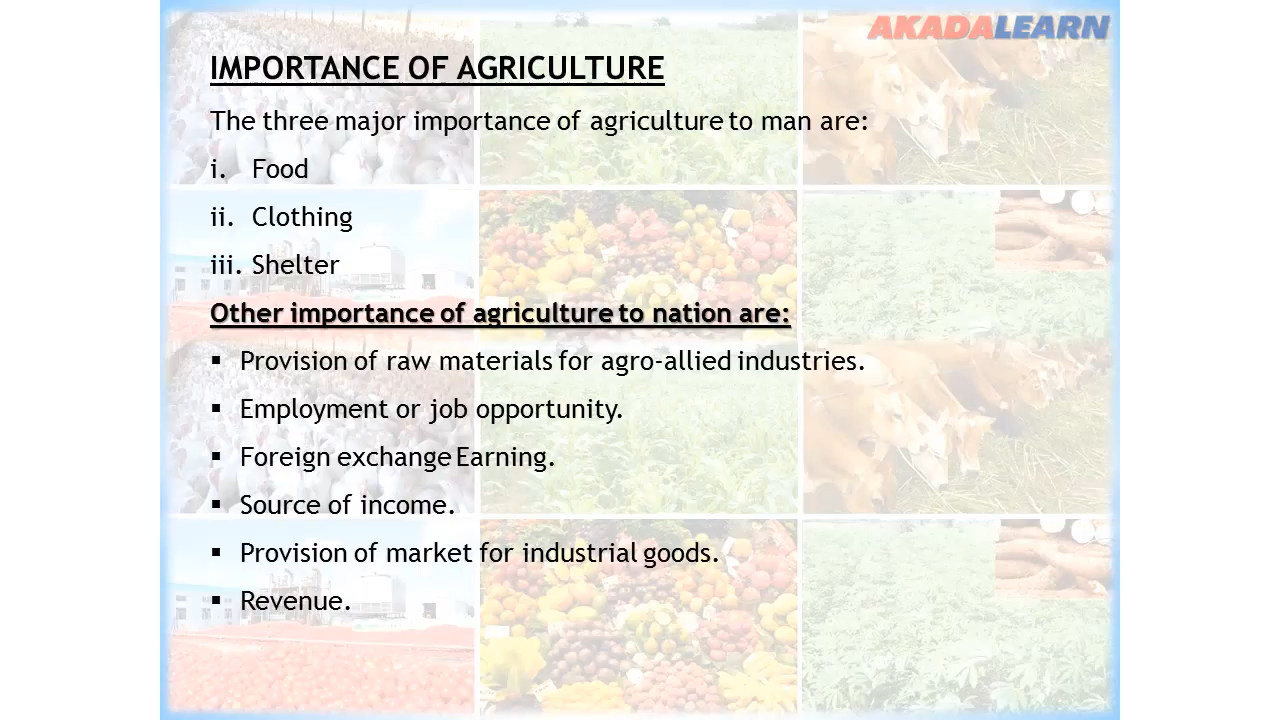 AKADALEARN
IMPORTANCE OF AGRICULTURE
The three major importance of agriculture to man are:
i. Food
ii. Clothing
iii. Shelter
Other importance of agriculture to nation are:
▪ Provision of raw materials for agro-allied industries.
▪ Employment or job opportunity.
▪ Foreign exchange Earning.
▪ Source of income.
▪ Provision of market for industrial goods.
▪ Revenue.